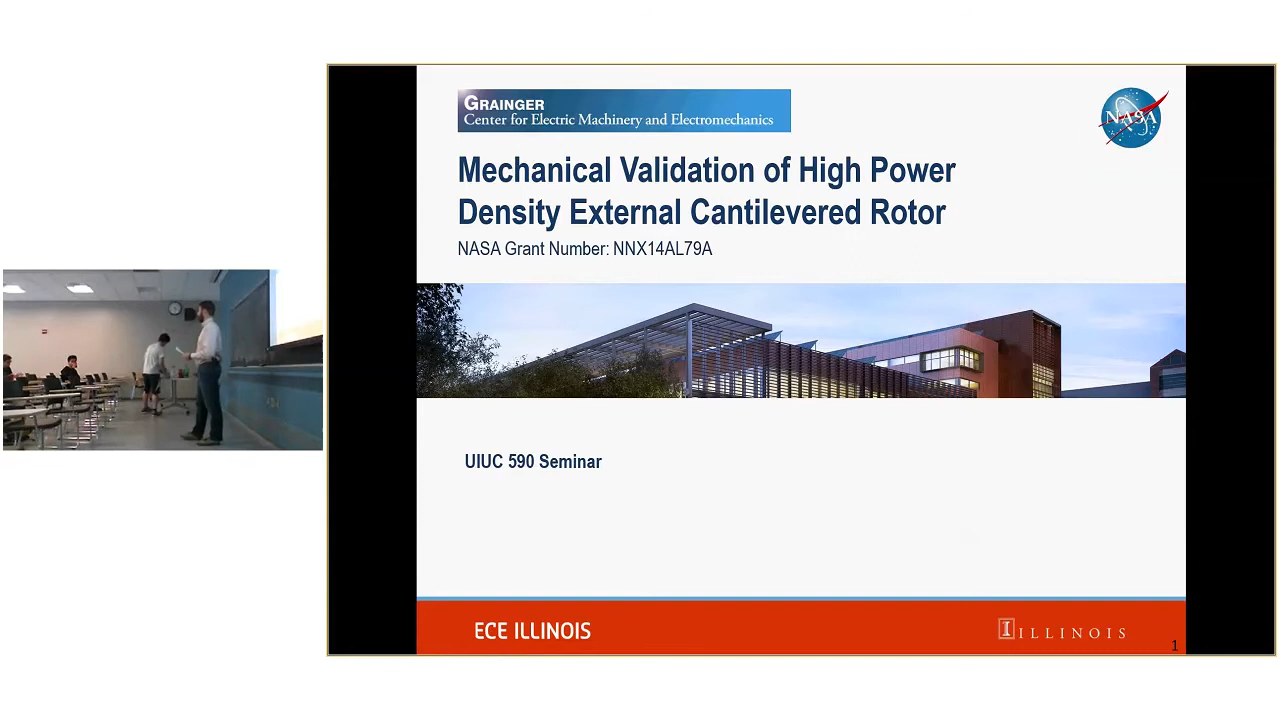 GRAINGER
Center for Electric Machinery and Electromechanics
NASA
Mechanical Validation of High Power
Density External Cantilevered Rotor
NASA Grant Number: NNX14AL79A
UIUC 590 Seminar
ECE ILLINOIS
I ILLINOIS
1